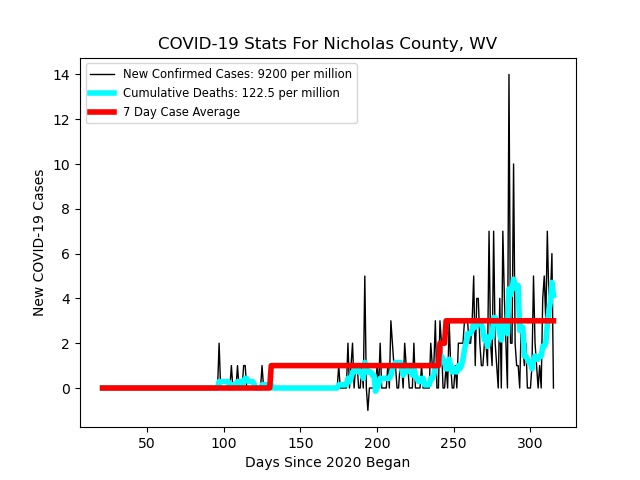 COVID-19 Stats For Nicholas County, WV
New Confirmed Cases: 9200 per million
Cumulative Deaths: 122.5 per million
7 Day Case Average
New COVID-19 Cases
14
12
10
8
6
4
2
0
50 100 150 200 250 300
Days Since 2020 Began